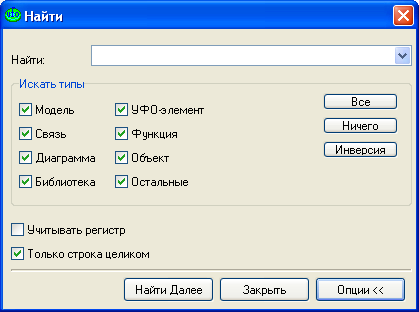 Найти
Найти:
Искать типы
Модель УФО-элемент Все
Связь Функция Ничего
Диаграмма Объект Инверсия
Библиотека Остальные
Учитывать регистр
Только строка целиком
Найти Далее Закрыть Опции <<